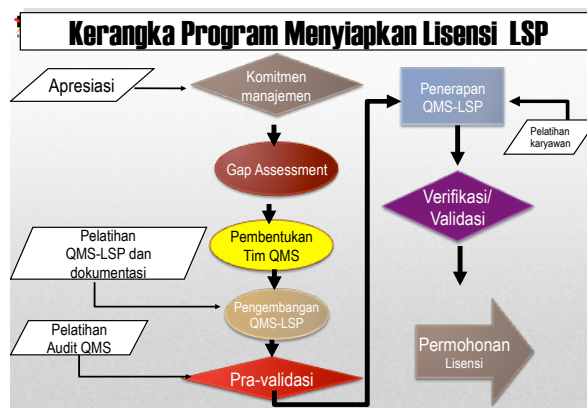 Kerangka Program Menyiapkan Lisensi LSP
Apresiasi
Komitmen
manajemen
Gap Assessment
Pembentukan
Tim QMS
Pelatihan
QMS-LSP dan
dokumentasi
Pengembangan
QMS-LSP
Pelatihan
Audit QMS
Pra-validasi
Penerapan
QMS-LSP
Pelatihan
karyawan
Verifikasi/
Validasi
Permohonan
Lisensi